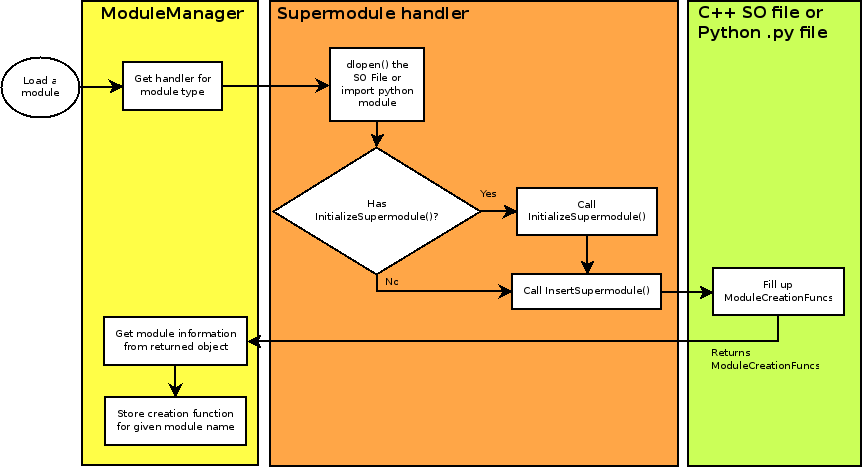 ModuleManager
Supermodule handler
C++ SO file or
Python .py file
Load a
module
Get handler for
module type
dlopen() the
SO File or
import python
module
Has
InitializeSupermodule()?
Yes
Call
InitializeSupermodule()
No
Call InsertSupermodule()
Fill up
ModuleCreationFuncs
Returns
ModuleCreationFuncs
Get module information
from returned object
Store creation function
for given module name